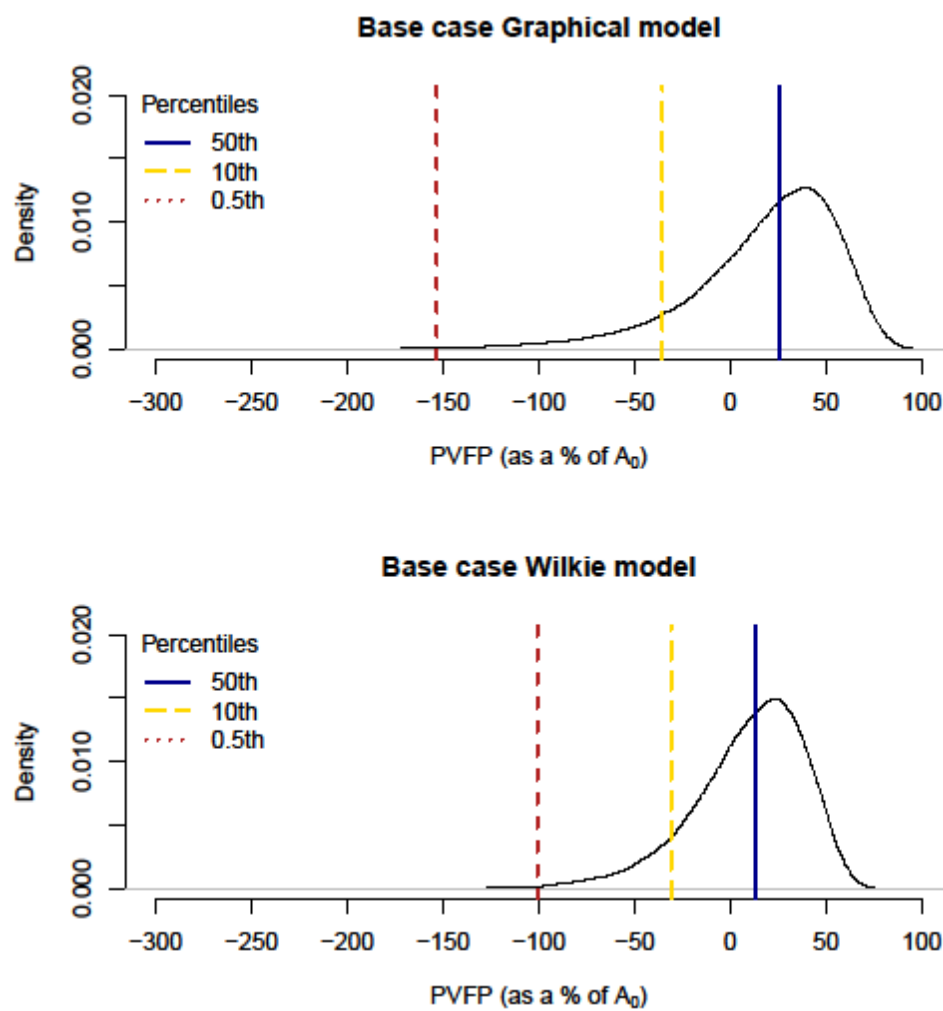 Base case Graphical model
Percentiles
50th
10th
0.5th
Density
0.000
0.010
0.020
−300 −250 −200 −150 −100 −50 0 50 100
PVFP (as a % of A₀)
Base case Wilkie model
Percentiles
50th
10th
0.5th
Density
0.000
0.010
0.020
−300 −250 −200 −150 −100 −50 0 50 100
PVFP (as a % of A₀)